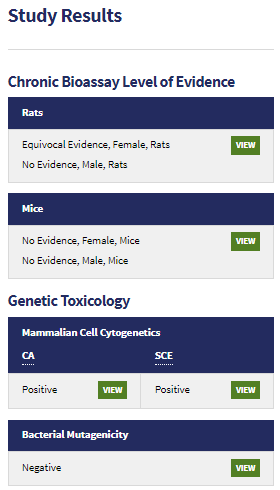 Study Results
Chronic Bioassay Level of Evidence
Rats
Equivocal Evidence, Female, Rats
VIEW
No Evidence, Male, Rats
Mice
No Evidence, Female, Mice
VIEW
No Evidence, Male, Mice
Genetic Toxicology
Mammalian Cell Cytogenetics
CA SCE
Positive VIEW Positive VIEW
Bacterial Mutagenicity
Negative VIEW